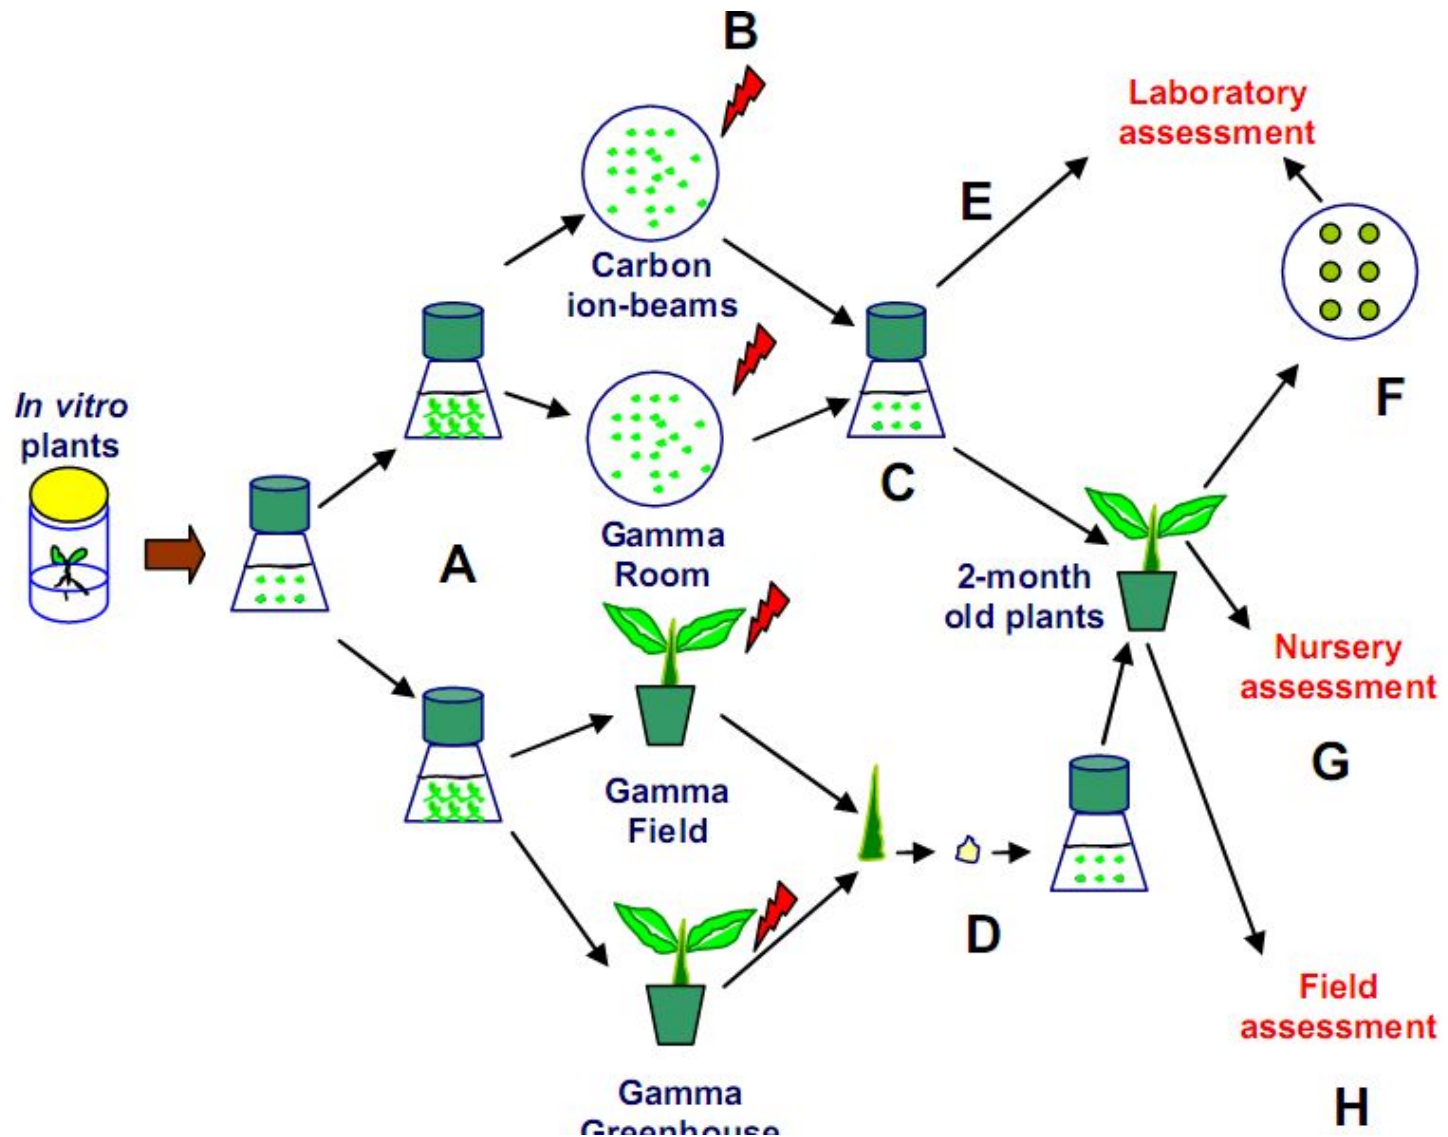 B
Laboratory
assessment
E
Carbon
ion-beams
In vitro
plants
F
C
Gamma
Room
A
2-month
old plants
Nursery
assessment
G
Gamma
Field
D
Field
assessment
Gamma
Greenhouse
H